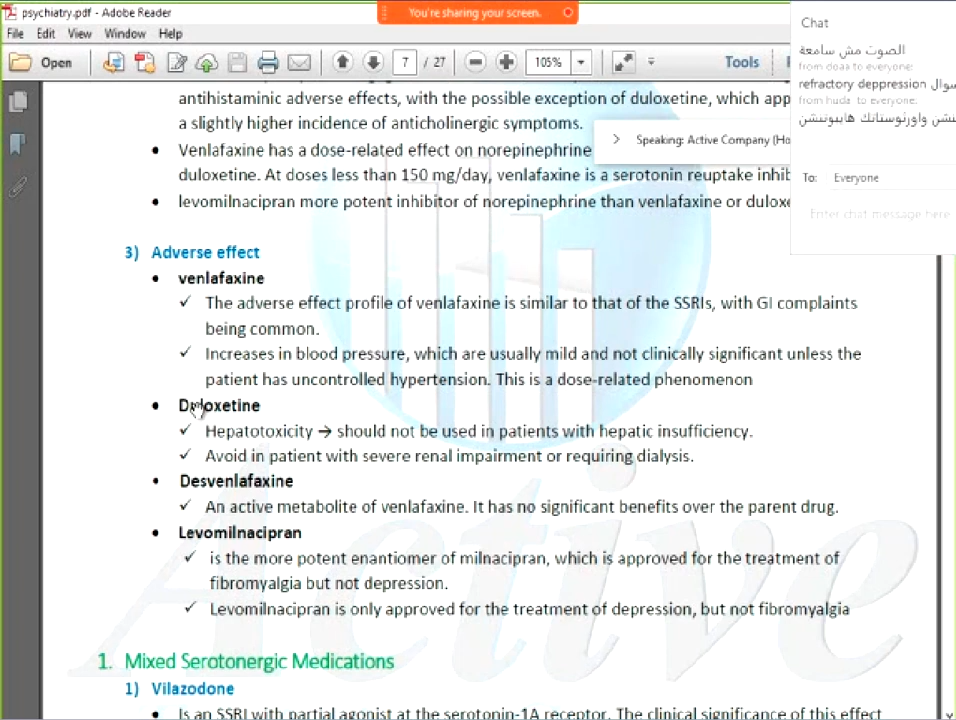 psychiatry.pdf - Adobe Reader
You're sharing your screen.
File Edit View Window Help
Open
7 / 27
105%
Tools
antihistaminic adverse effects, with the possible exception of duloxetine, which app
a slightly higher incidence of anticholinergic symptoms.
Venlafaxine has a dose-related effect on norepinephrine
duloxetine. At doses less than 150 mg/day, venlafaxine is a serotonin reuptake inhib
levomilnacipran more potent inhibitor of norepinephrine than venlafaxine or dulox
3) Adverse effect
• venlafaxine
✓ The adverse effect profile of venlafaxine is similar to that of the SSRIs, with GI complaints
being common.
✓ Increases in blood pressure, which are usually mild and not clinically significant unless the
patient has uncontrolled hypertension. This is a dose-related phenomenon
• Duloxetine
✓ Hepatotoxicity → should not be used in patients with hepatic insufficiency.
✓ Avoid in patient with severe renal impairment or requiring dialysis.
• Desvenlafaxine
✓ An active metabolite of venlafaxine. It has no significant benefits over the parent drug.
• Levomilnacipran
✓ is the more potent enantiomer of milnacipran, which is approved for the treatment of
fibromyalgia but not depression.
✓ Levomilnacipran is only approved for the treatment of depression, but not fibromyalgia
1. Mixed Serotonergic Medications
1) Vilazodone
• Is an SSRI with partial agonist at the serotonin-1A receptor. The clinical significance of this effect
Active
Speaking: Active Company (Ho
Chat
الصوت مش سامعة
from doaa to everyone:
refractory deppression سوال
from huda to everyone:
واورثوستاتك هايبوتنشن
To: Everyone
Enter chat message here